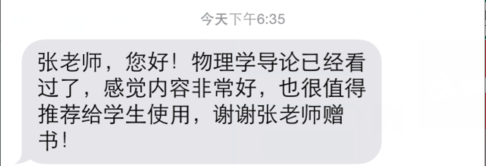 今天下午6:35
张老师，您好！物理学导论已经看
过了，感觉内容非常好，也很值得
推荐给学生使用，谢谢张老师赠
书！